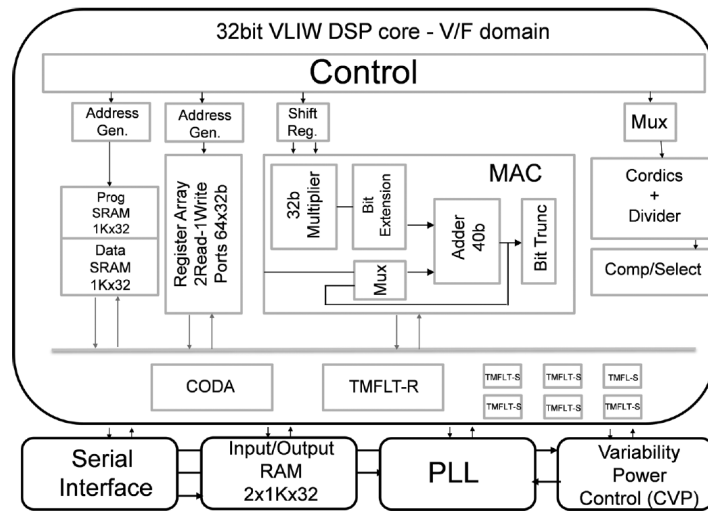 32bit VLIW DSP core - V/F domain
Control
Address
Gen.
Address
Gen.
Shift
Reg.
Mux
Prog
SRAM
1Kx32
Data
SRAM
1Kx32
Register Array
2Read-1Write
Ports 64x32b
MAC
32b
Multiplier
Bit
Extension
Mux
Adder
40b
Bit Trunc
Cordics
+
Divider
Comp/Select
CODA
TMFLT-R
TMFLT-S
TMFLT-S
TMFL-S
TMFLT-S
TMFLT-S
TMFLT-S
Serial
Interface
Input/Output
RAM
2x1Kx32
PLL
Variability
Power
Control (CVP)